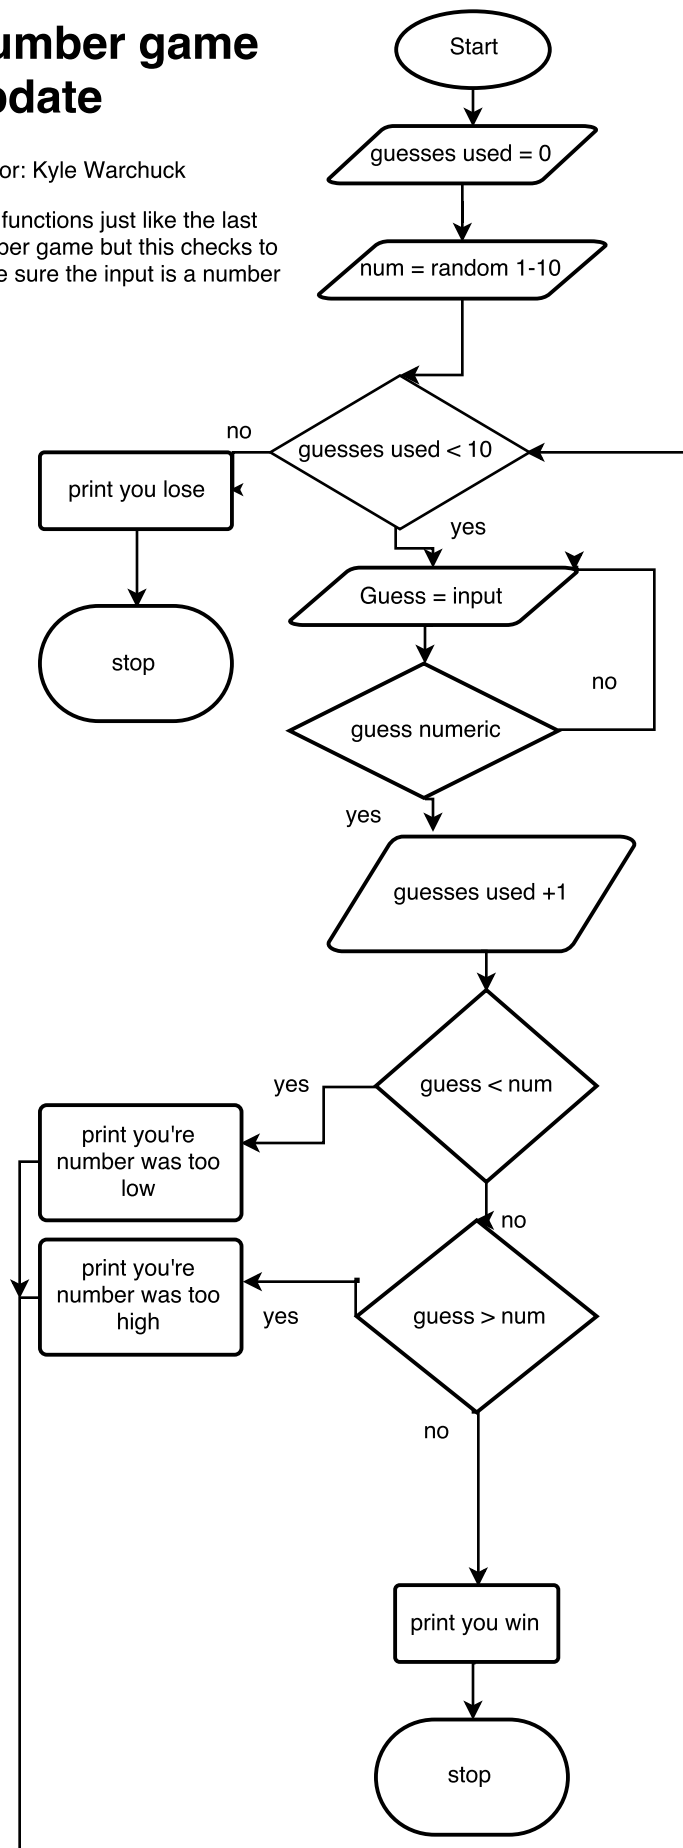 umber game
pdate
or: Kyle Warchuck
functions just like the last
ber game but this checks to
e sure the input is a number
Start
guesses used = 0
num = random 1-10
guesses used < 10
no
print you lose
stop
yes
Guess = input
no
guess numeric
yes
guesses used +1
guess < num
yes
print you're
number was too
low
no
guess > num
yes
print you're
number was too
high
no
print you win
stop